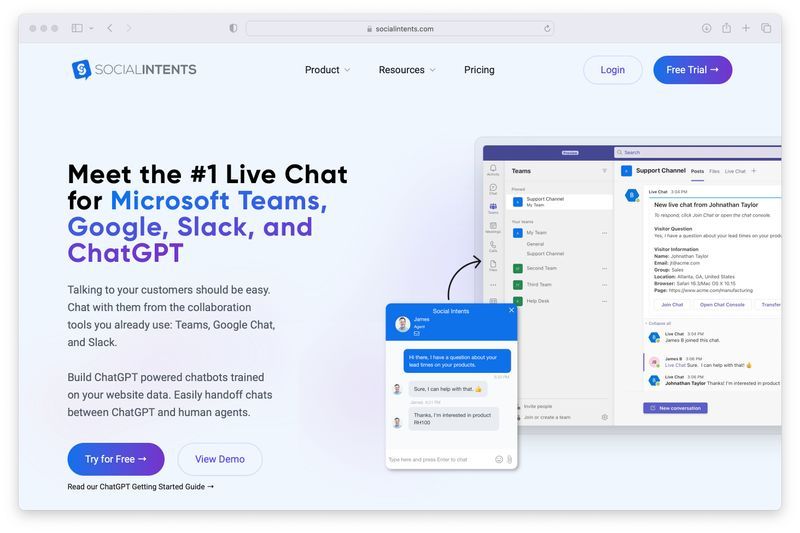 socialintents.com
SOCIALINTENTS
Product
Resources
Pricing
Login
Free Trial →
Meet the #1 Live Chat
for Microsoft Teams,
Google, Slack, and
ChatGPT
Talking to your customers should be easy.
Chat with them from the collaboration
tools you already use: Teams, Google Chat,
and Slack.
Build ChatGPT powered chatbots trained
on your website data. Easily handoff chats
between ChatGPT and human agents.
Try for Free →
View Demo
Read our ChatGPT Getting Started Guide →
Search
Activity
Chat
Teams
Meetings
Calls
Files
Teams
Pinned
Support Channel
My Team
Your teams
My Team
General
Support Channel
Second Team
Third Team
Help Desk
Invite people
Join or create a team
Support Channel Posts Files Live Chat +
Live Chat 3:04 PM
New live chat from Johnathan Taylor
To respond, click Join Chat or open the chat console.
Visitor Question
Yes, I have a question about your lead times on your
Visitor Information
Name: Johnathan Taylor
Email: jt@acme.com
Group: Sales
Location: Atlanta, GA, United States
Browser: Safari 16.3/Mac OS X 10.15
Page: https://www.acme.com/manufacturing
Join Chat
Open Chat Console
Transfer
Collapse all
Live Chat 3:04 PM
James B joined this chat.
James B 3:06 PM
Live Chat Sure. I can help with that! 👍
Live Chat 3:06 PM
Johnathan Taylor Thanks! I'm interested in product
New conversation
Social Intents
James
Agent
Hi there, I have a question about your
lead times on your products.
Sure, I can help with that. 👍
Thanks, I'm interested in product
RH100
Type here and press Enter to chat